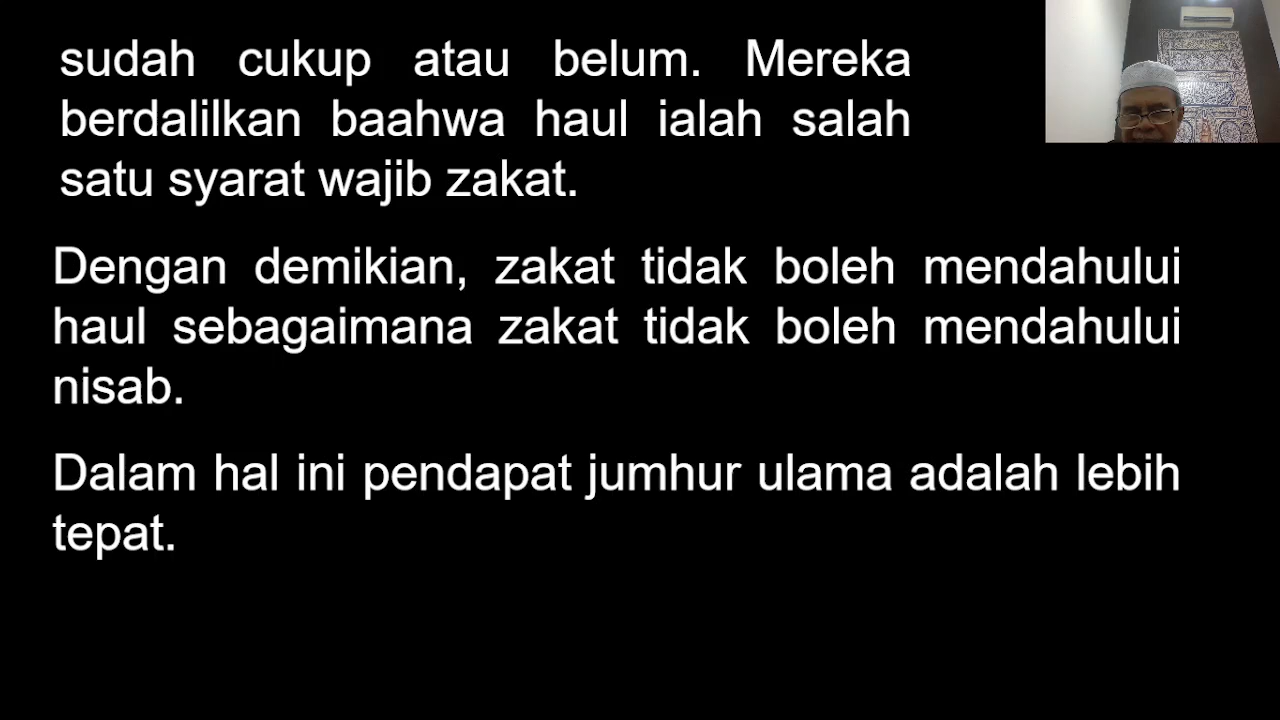 sudah cukup atau belum. Mereka
berdalilkan baahwa haul ialah salah
satu syarat wajib zakat.
Dengan demikian, zakat tidak boleh mendahului
haul sebagaimana zakat tidak boleh mendahului
nisab.
Dalam hal ini pendapat jumhur ulama adalah lebih
tepat.